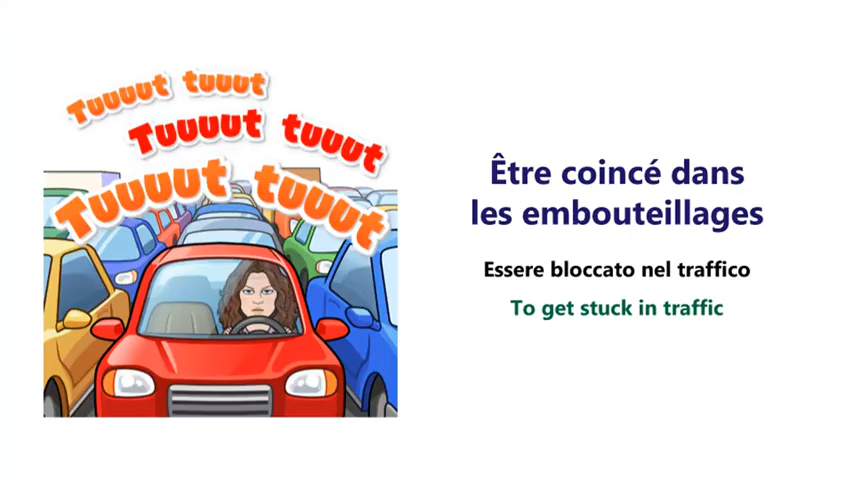 Tuuuut tuuut
Tuuuut tuuut
Tuuuut tuuut
Être coincé dans
les embouteillages
Essere bloccato nel traffico
To get stuck in traffic